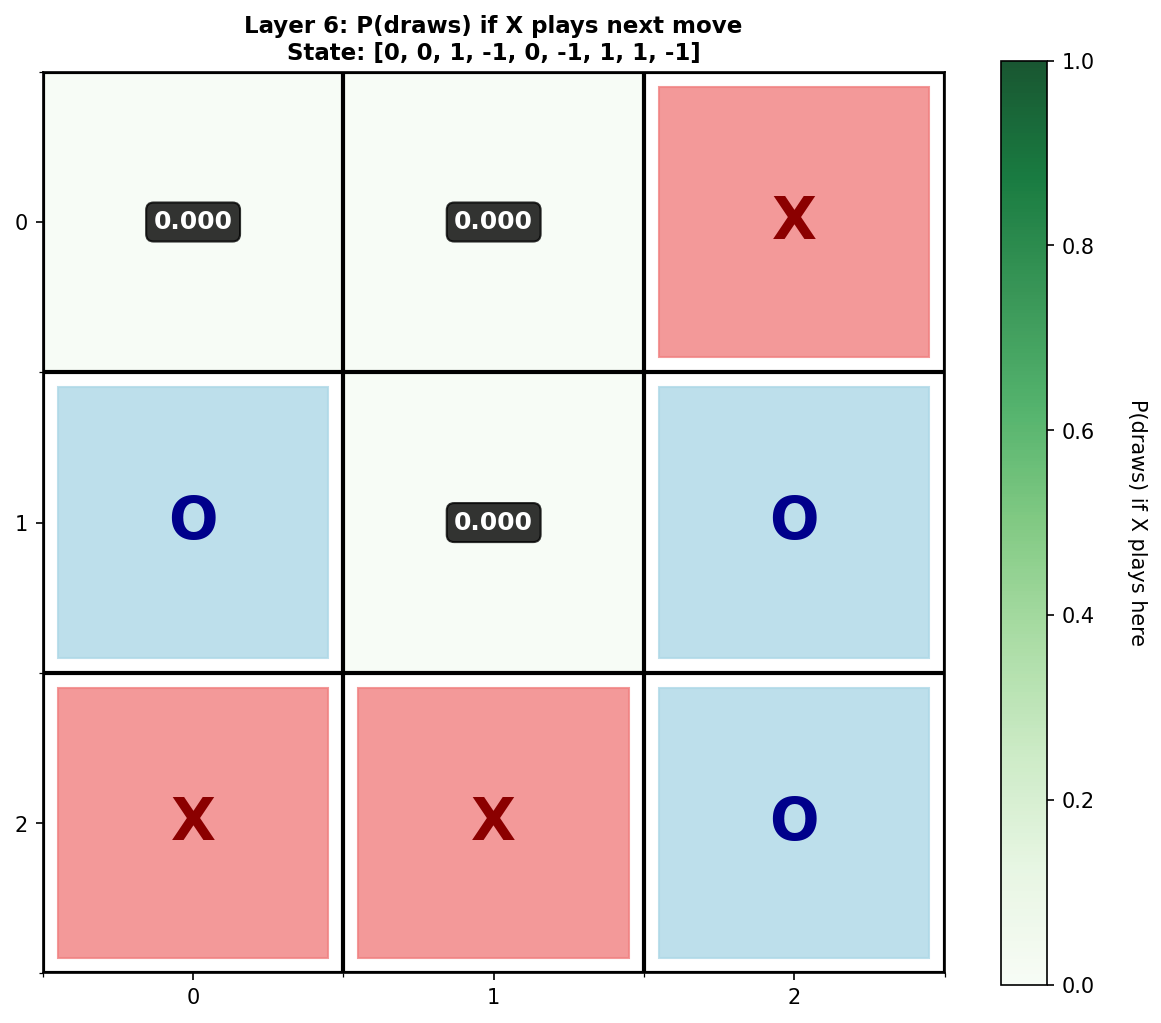 Layer 6: P(draws) if X plays next move
State: [0, 0, 1, -1, 0, -1, 1, 1, -1]
0
0.000
0.000
X
1
O
0.000
O
2
X
X
O
0
1
2
1.0
0.8
0.6
0.4
0.2
0.0
P(draws) if X plays here